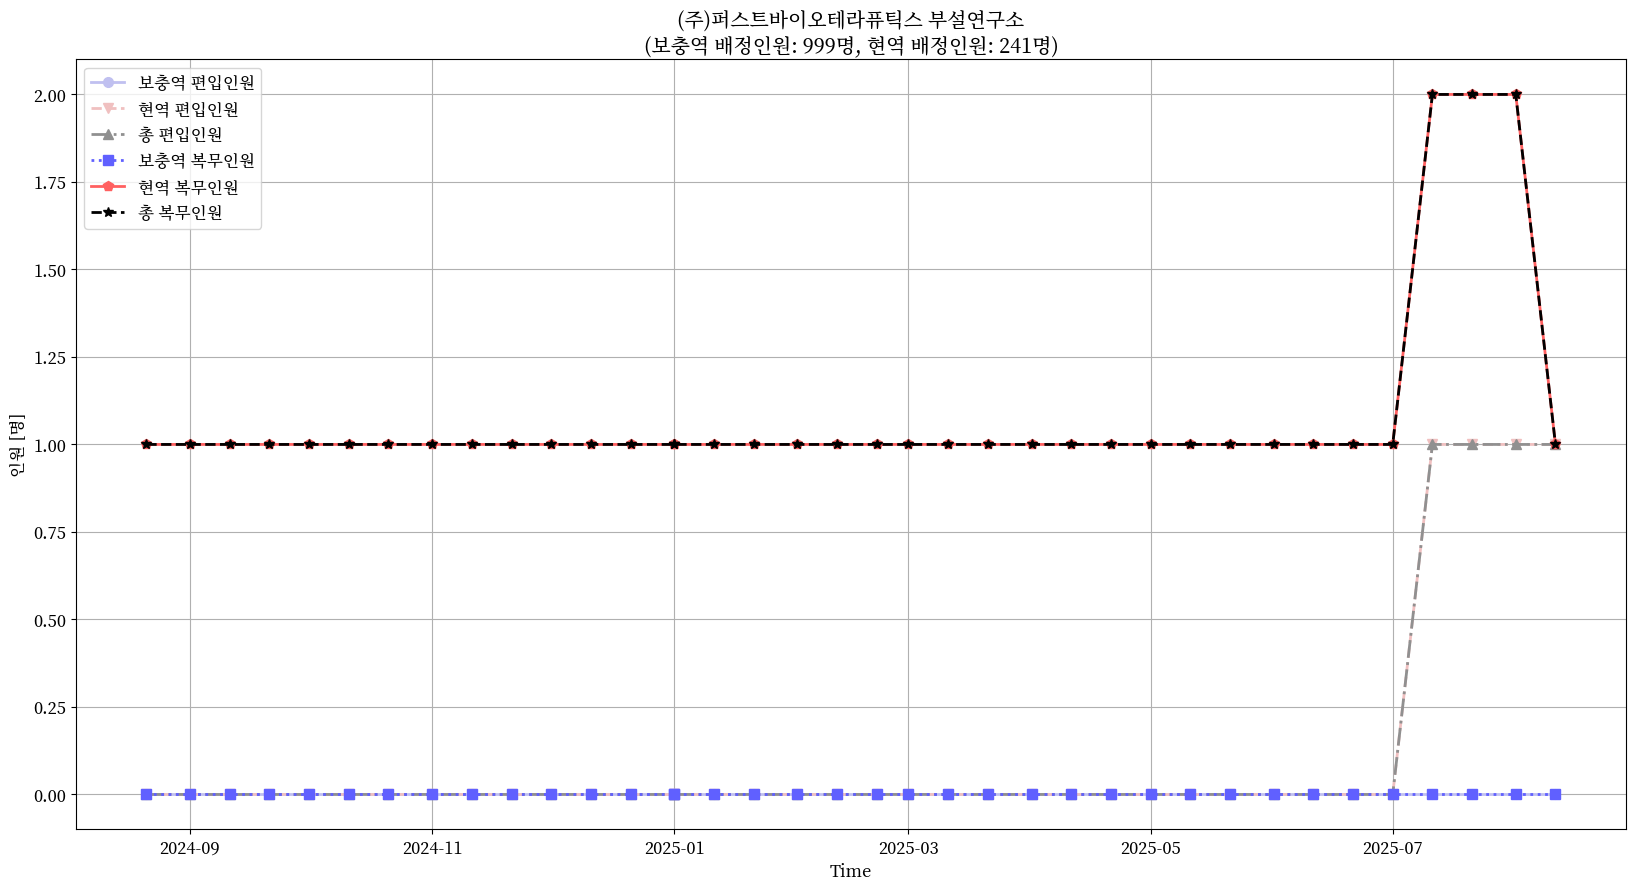 (주)퍼스트바이오테라퓨틱스 부설연구소
(보충역 배정인원: 999명, 현역 배정인원: 241명)
보충역 편입인원
현역 편입인원
총 편입인원
보충역 복무인원
현역 복무인원
총 복무인원
2.00
1.75
1.50
1.25
1.00
0.75
0.50
0.25
0.00
인원 [명]
2024-09
2024-11
2025-01
2025-03
2025-05
2025-07
Time